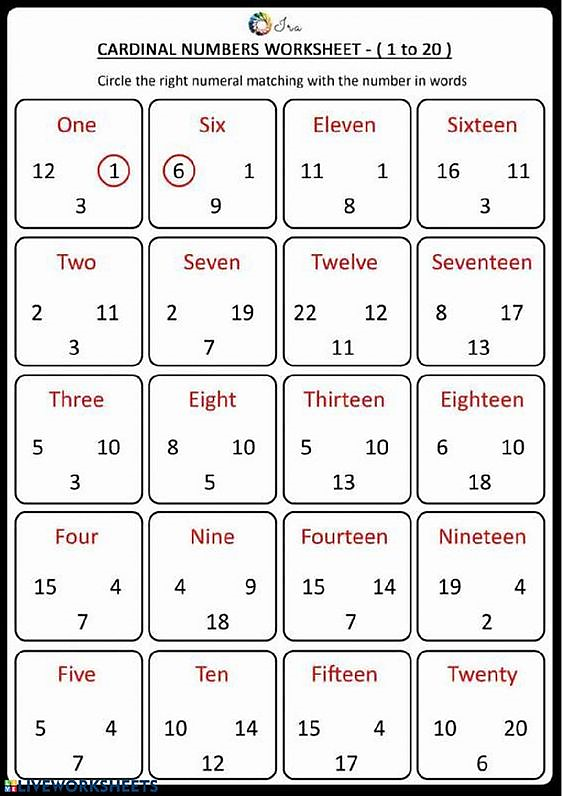 Ira
CARDINAL NUMBERS WORKSHEET - ( 1 to 20 )
Circle the right numeral matching with the number in words
One Six Eleven Sixteen
12 1 6 1 11 1 16 11
3 9 8 3
Two Seven Twelve Seventeen
2 11 2 19 22 12 8 17
3 7 11 13
Three Eight Thirteen Eighteen
5 10 8 10 5 10 6 10
3 5 13 18
Four Nine Fourteen Nineteen
15 4 4 9 15 14 19 4
7 18 7 2
Five Ten Fifteen Twenty
5 4 10 14 15 4 10 20
7 12 17 6
LIVEWORKSHEETS